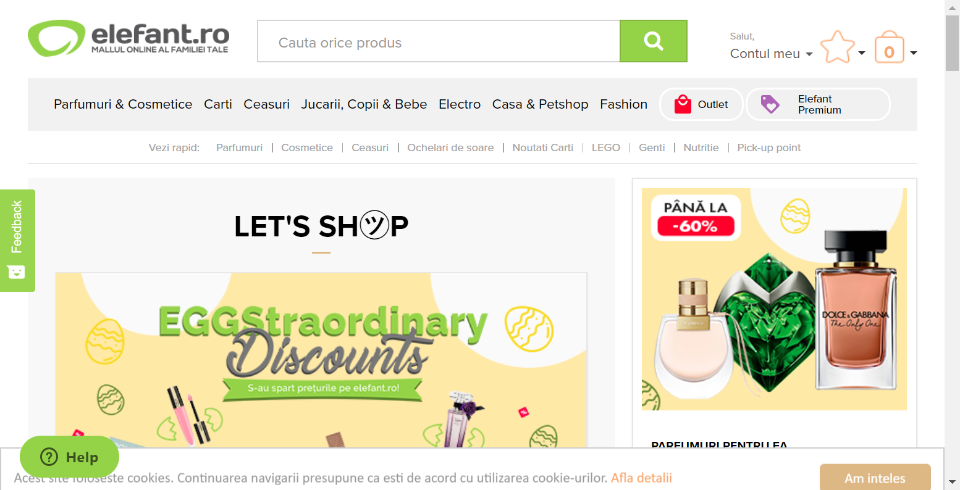 elefant.ro
MALLUL ONLINE AL FAMILIEI TALE
Cauta orice produs
Salut,
Contul meu
0
Parfumuri & Cosmetice Carti Ceasuri Jucarii, Copii & Bebe Electro Casa & Petshop Fashion Outlet Elefant Premium
Vezi rapid: Parfumuri | Cosmetice | Ceasuri | Ochelari de soare | Noutati Carti | LEGO | Genti | Nutritie | Pick-up point
Feedback
LET'S SHツP
EGGStraordinary
Discounts
S-au spart prețurile pe elefant.ro!
PÂNĂ LA
-60%
DOLCE & GABBANA
The Only One
PARFUMURI PENTRU EA
Help
Acest site foloseste cookies. Continuarea navigarii presupune ca esti de acord cu utilizarea cookie-urilor. Afla detalii
Am inteles